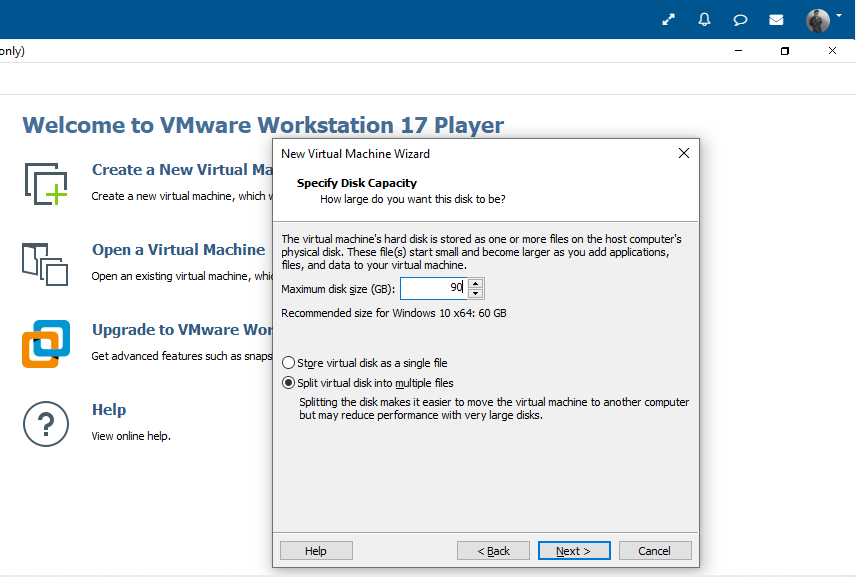 only)
Welcome to VMware Workstation 17 Player
Create a New Virtual Ma
Create a new virtual machine, which
Open a Virtual Machine
Open an existing virtual machine, whic
Upgrade to VMware Wor
Get advanced features such as snaps
Help
View online help.
New Virtual Machine Wizard
Specify Disk Capacity
How large do you want this disk to be?
The virtual machine's hard disk is stored as one or more files on the host computer's
physical disk. These file(s) start small and become larger as you add applications,
files, and data to your virtual machine.
Maximum disk size (GB): 90
Recommended size for Windows 10 x64: 60 GB
Store virtual disk as a single file
Split virtual disk into multiple files
Splitting the disk makes it easier to move the virtual machine to another computer
but may reduce performance with very large disks.
Help < Back Next > Cancel